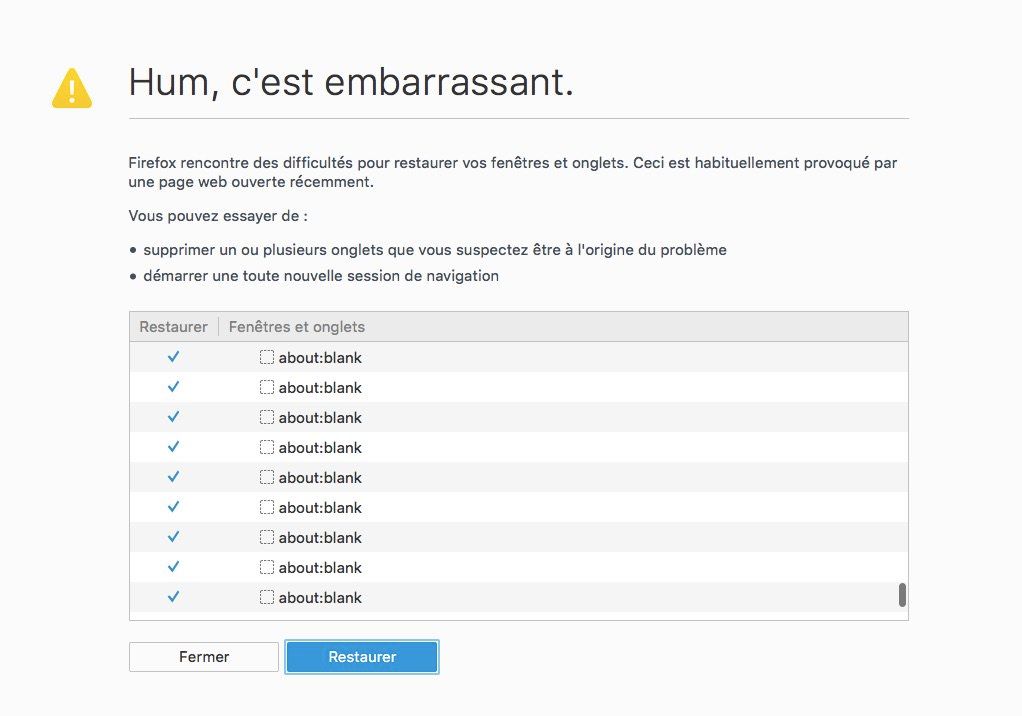 Hum, c'est embarrassant.
Firefox rencontre des difficultés pour restaurer vos fenêtres et onglets. Ceci est habituellement provoqué par
une page web ouverte récemment.
Vous pouvez essayer de :
• supprimer un ou plusieurs onglets que vous suspectez être à l'origine du problème
• démarrer une toute nouvelle session de navigation
Restaurer Fenêtres et onglets
about:blank
about:blank
about:blank
about:blank
about:blank
about:blank
about:blank
about:blank
about:blank
Fermer Restaurer